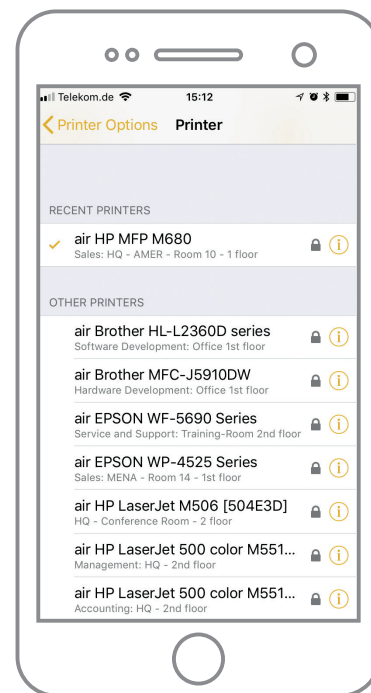 Telekom.de 15:12
Printer Options Printer
RECENT PRINTERS
air HP MFP M680
Sales: HQ - AMER - Room 10 - 1 floor
OTHER PRINTERS
air Brother HL-L2360D series
Software Development: Office 1st floor
air Brother MFC-J5910DW
Hardware Development: Office 1st floor
air EPSON WF-5690 Series
Service and Support: Training-Room 2nd floor
air EPSON WP-4525 Series
Sales: MENA - Room 14 - 1st floor
air HP LaserJet M506 [504E3D]
HQ - Conference Room - 2 floor
air HP LaserJet 500 color M551...
Management: HQ - 2nd floor
air HP LaserJet 500 color M551...
Accounting: HQ - 2nd floor